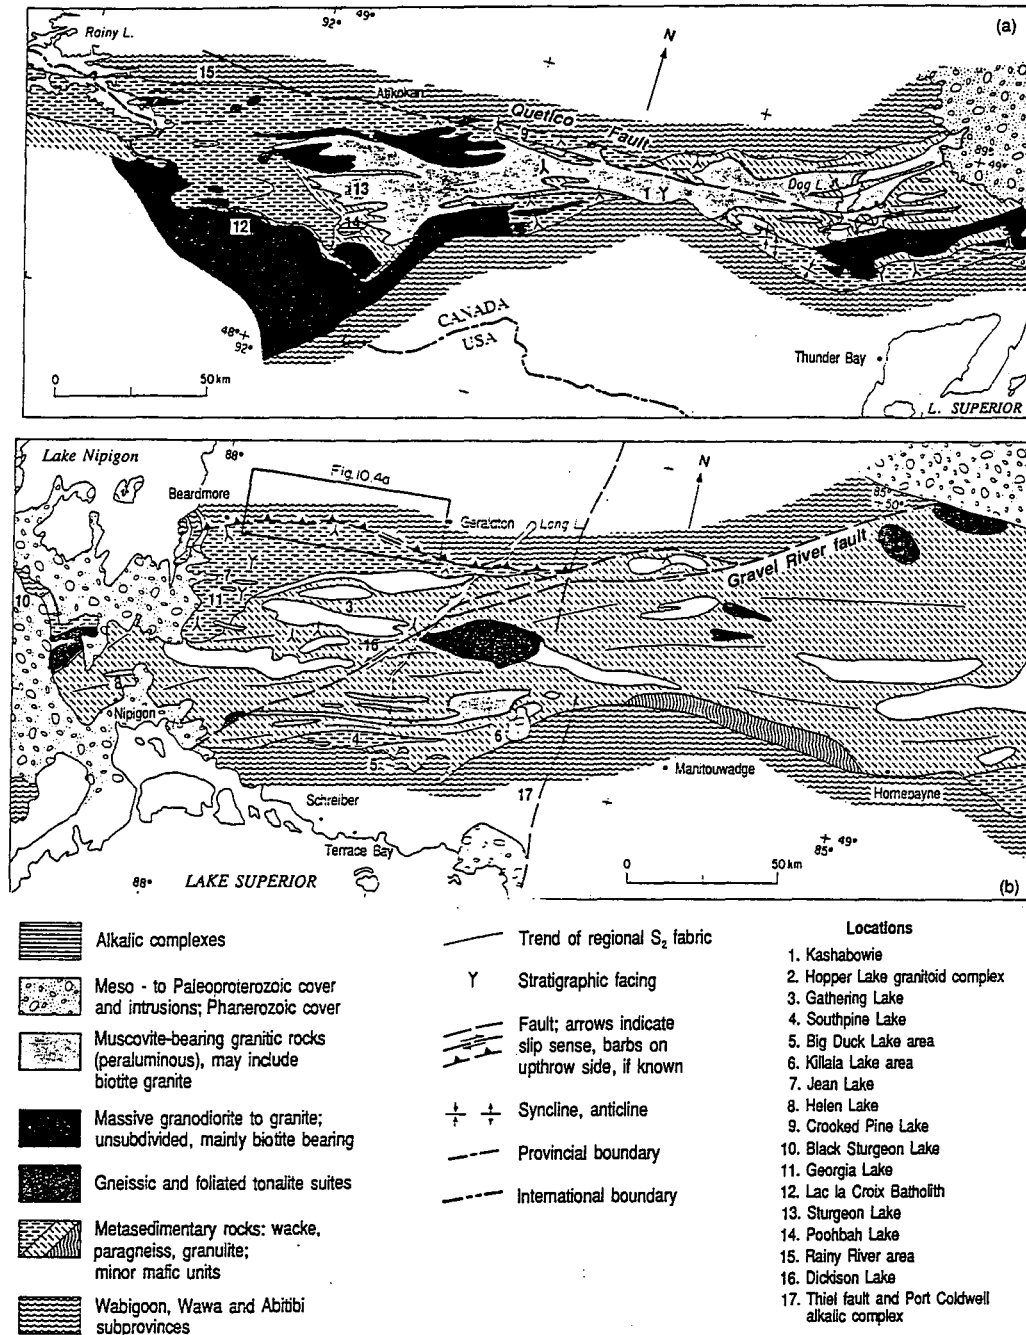 (a)
92° 49°
Rainy L.
N
15
Atikokan
Quetico Fault
9
89°
49°
13
Dog L.
14
12
CANADA
USA
48°
92°
0 50 km
Thunder Bay
L. SUPERIOR
Lake Nipigon
88°
Fig. 10.4a
N
Beardmore
Geraldton
Long L.
85°
50°
Gravel River fault
7
10
11
3
16
8
Nipigon
4
6
5
Manitouwadge
Schreiber
17
Hornepayne
Terrace Bay
85° 49°
0 50 km
88°
LAKE SUPERIOR
(b)
Alkalic complexes
Meso - to Paleoproterozoic cover
and intrusions; Phanerozoic cover
Muscovite-bearing granitic rocks
(peraluminous), may include
biotite granite
Massive granodiorite to granite;
unsubdivided, mainly biotite bearing
Gneissic and foliated tonalite suites
Metasedimentary rocks: wacke,
paragneiss, granulite;
minor mafic units
Wabigoon, Wawa and Abitibi
subprovinces
Trend of regional S₂ fabric
Stratigraphic facing
Fault; arrows indicate
slip sense, barbs on
upthrow side, if known
Syncline, anticline
Provincial boundary
International boundary
Locations
1. Kashabowie
2. Hopper Lake granitoid complex
3. Gathering Lake
4. Southpine Lake
5. Big Duck Lake area
6. Killala Lake area
7. Jean Lake
8. Helen Lake
9. Crooked Pine Lake
10. Black Sturgeon Lake
11. Georgia Lake
12. Lac la Croix Batholith
13. Sturgeon Lake
14. Poohbah Lake
15. Rainy River area
16. Dickison Lake
17. Thiel fault and Port Coldwell
alkalic complex